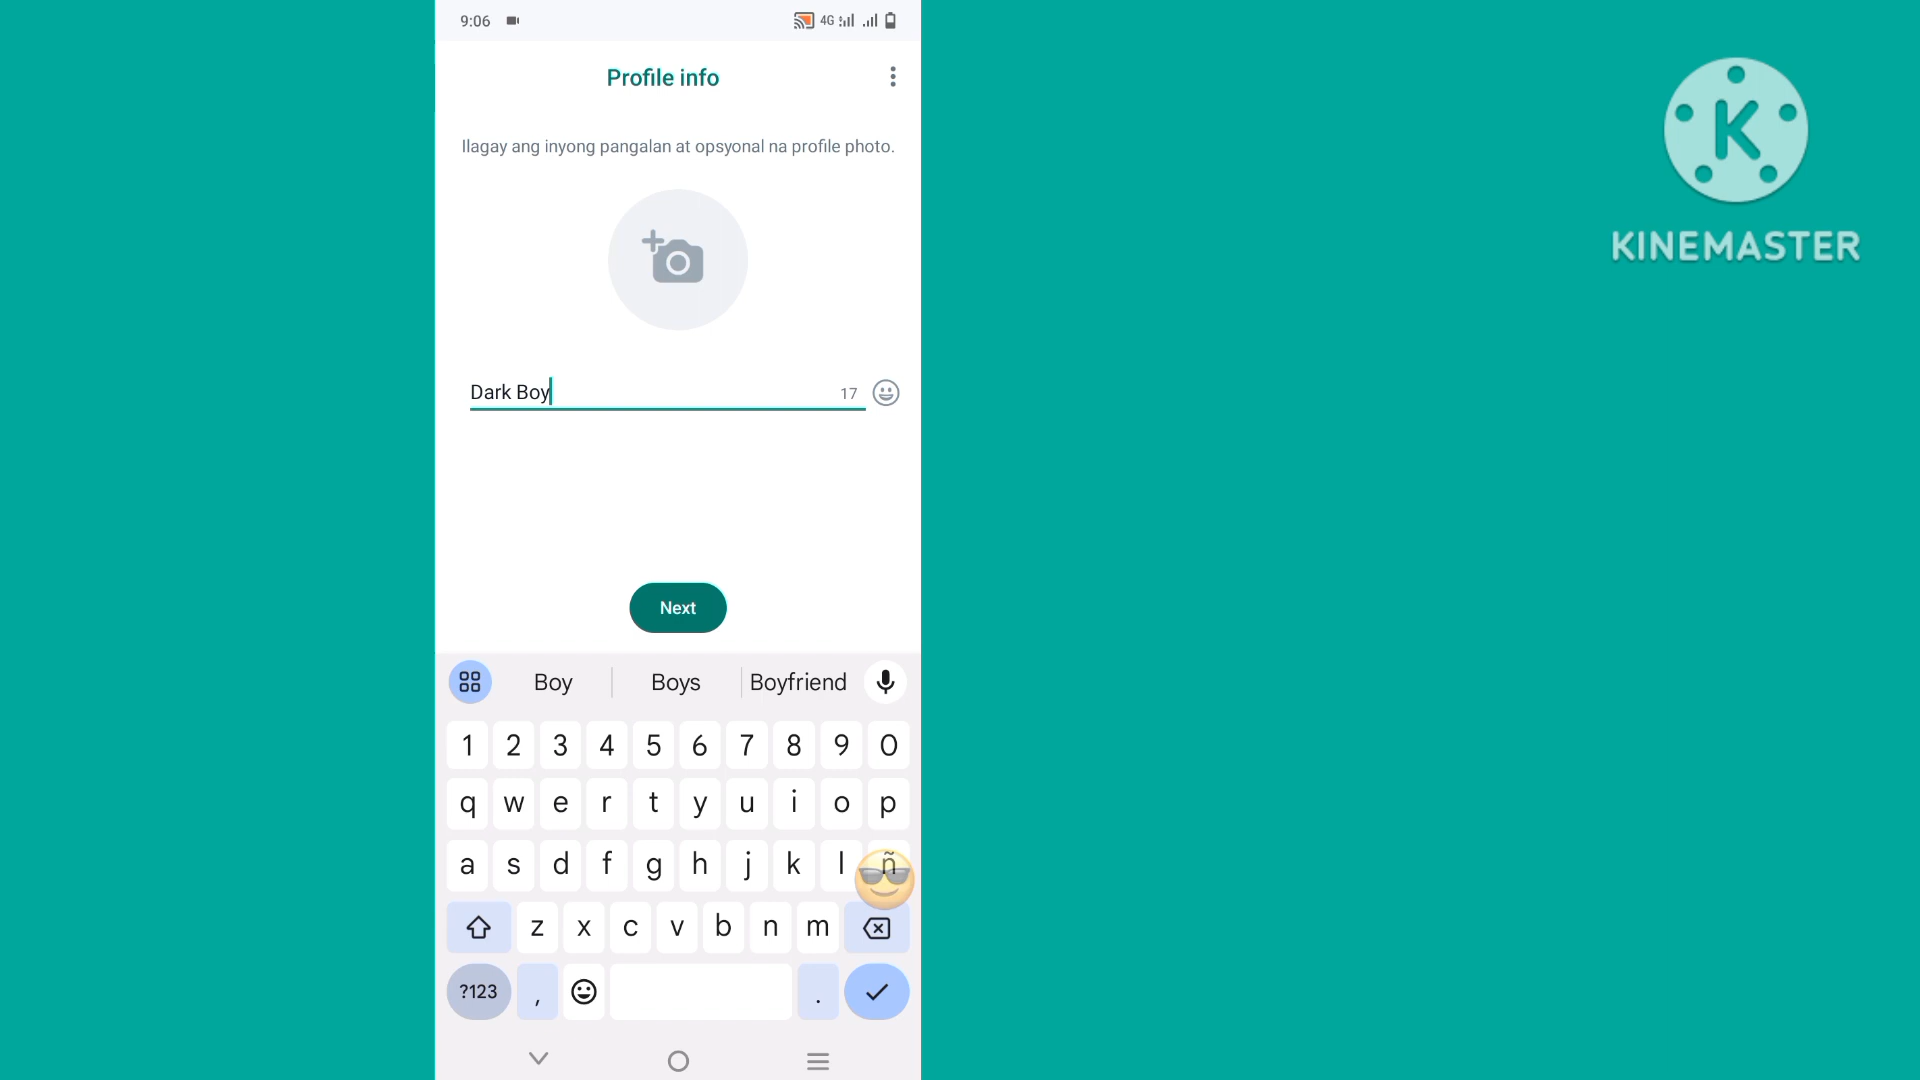 9:06
4G
Profile info
Ilagay ang inyong pangalan at opsyonal na profile photo.
Dark Boy
17
Next
Boy Boys Boyfriend
1 2 3 4 5 6 7 8 9 0
q w e r t y u i o p
a s d f g h j k l ñ
z x c v b n m
?123 , .
K
KINEMASTER